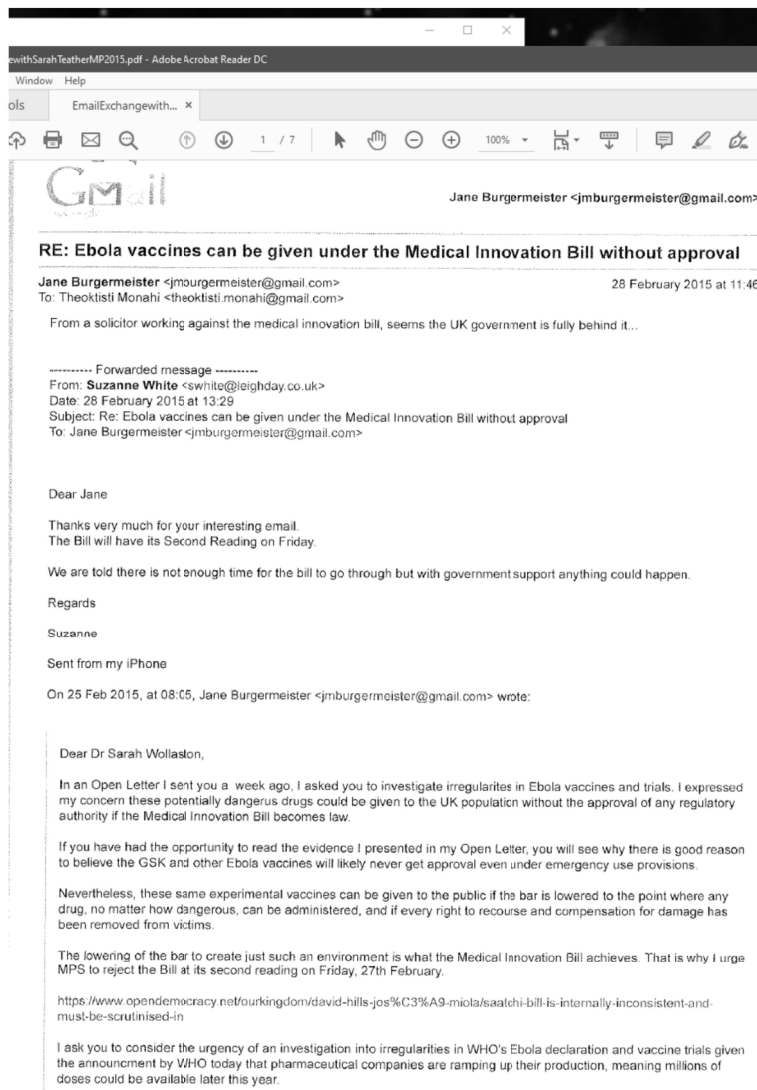 ewithSarahTeatherMP2015.pdf - Adobe Acrobat Reader DC
Window Help
ols
EmailExchangewith... ×
1 / 7
100%
Gmail
Jane Burgermeister <jmburgermeister@gmail.com>
RE: Ebola vaccines can be given under the Medical Innovation Bill without approval
Jane Burgermeister <jmburgermeister@gmail.com>
28 February 2015 at 11:46
To: Theoktisti Monahi <theoktisti.monahi@gmail.com>
From a solicitor working against the medical innovation bill, seems the UK government is fully behind it...
---------- Forwarded message ----------
From: Suzanne White <swhite@leighday.co.uk>
Date: 28 February 2015 at 13:29
Subject: Re: Ebola vaccines can be given under the Medical Innovation Bill without approval
To: Jane Burgermeister <jmburgermeister@gmail.com>
Dear Jane
Thanks very much for your interesting email.
The Bill will have its Second Reading on Friday.
We are told there is not enough time for the bill to go through but with government support anything could happen.
Regards
Suzanne
Sent from my iPhone
On 25 Feb 2015, at 08:05, Jane Burgermeister <jmburgermeister@gmail.com> wrote:
Dear Dr Sarah Wollaston,
In an Open Letter I sent you a week ago, I asked you to investigate irregularites in Ebola vaccines and trials. I expressed
my concern these potentially dangerus drugs could be given to the UK population without the approval of any regulatory
authority if the Medical Innovation Bill becomes law.
If you have had the opportunity to read the evidence I presented in my Open Letter, you will see why there is good reason
to believe the GSK and other Ebola vaccines will likely never get approval even under emergency use provisions.
Nevertheless, these same experimental vaccines can be given to the public if the bar is lowered to the point where any
drug, no matter how dangerous, can be administered, and if every right to recourse and compensation for damage has
been removed from victims.
The lowering of the bar to create just such an environment is what the Medical Innovation Bill achieves. That is why I urge
MPS to reject the Bill at its second reading on Friday, 27th February.
https://www.opendemocracy.net/ourkingdom/david-hills-jos%C3%A9-miola/saatchi-bill-is-internally-inconsistent-and-
must-be-scrutinised-in
I ask you to consider the urgency of an investigation into irregularities in WHO's Ebola declaration and vaccine trials given
the announcment by WHO today that pharmaceutical companies are ramping up their production, meaning millions of
doses could be available later this year.